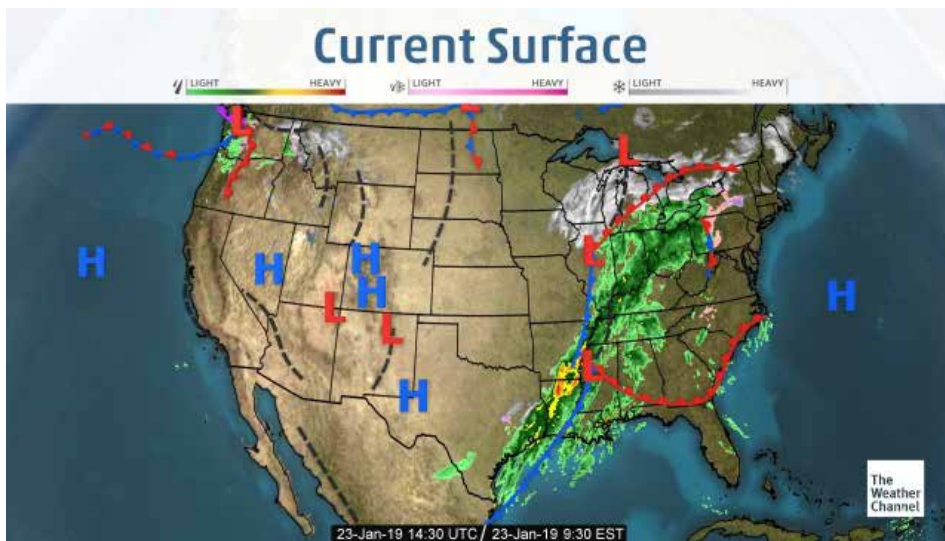 Current Surface
LIGHT HEAVY LIGHT HEAVY LIGHT HEAVY
L
L
L
H H H H
H
L
L
L
H
H
The
Weather
Channel
23-Jan-19 14:30 UTC / 23-Jan-19 9:30 EST